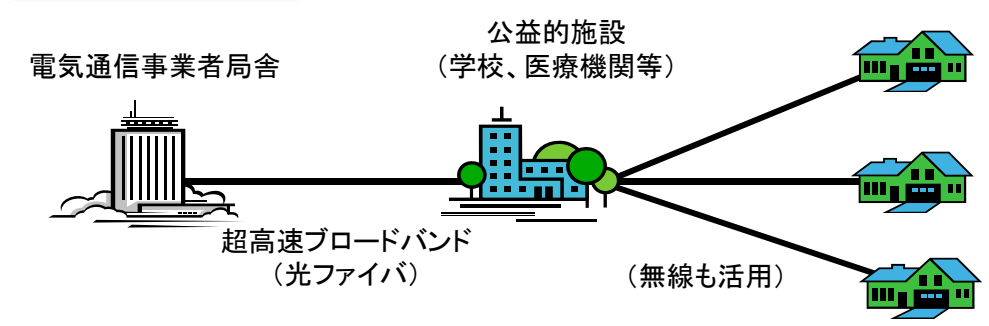 電気通信事業者局舎
公益的施設
（学校、医療機関等）
超高速ブロードバンド
（光ファイバ）
（無線も活用）